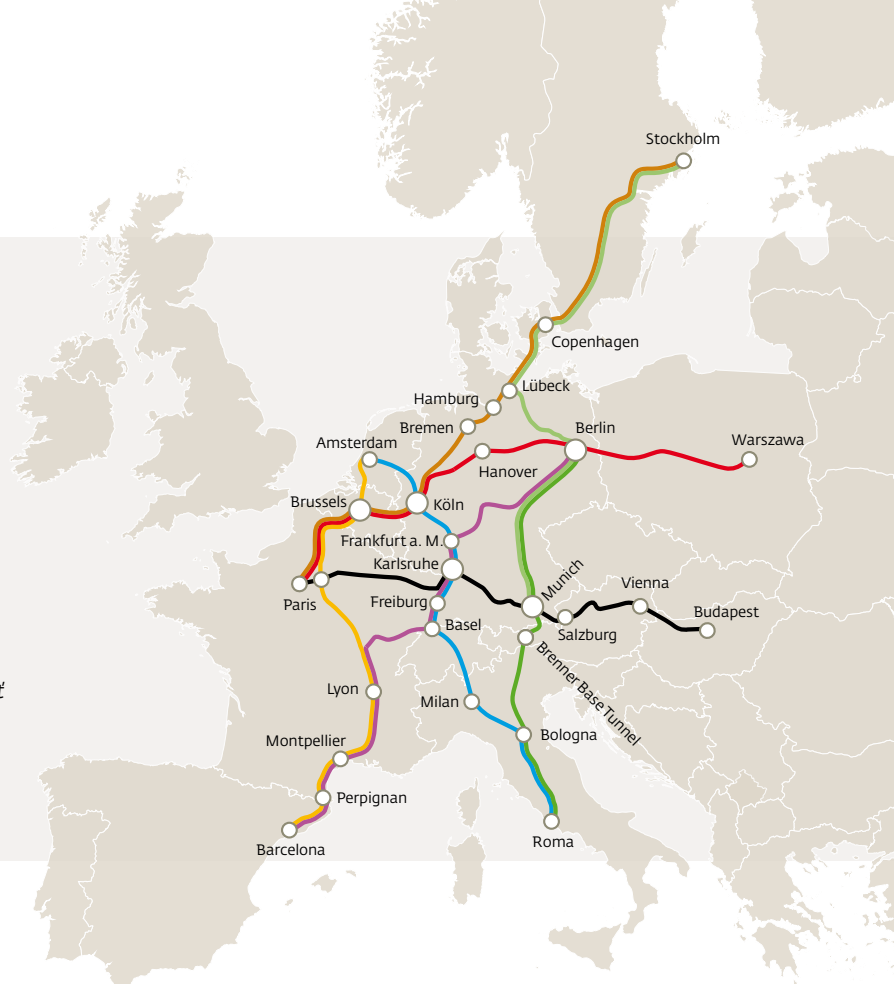 Stockholm
Copenhagen
Lübeck
Hamburg
Bremen
Berlin
Amsterdam
Warszawa
Hanover
Brussels
Köln
Frankfurt a. M.
Karlsruhe
Munich
Vienna
Paris
Freiburg
Budapest
Basel
Salzburg
Brenner Base Tunnel
Lyon
Milan
Bologna
Montpellier
Perpignan
Roma
Barcelona